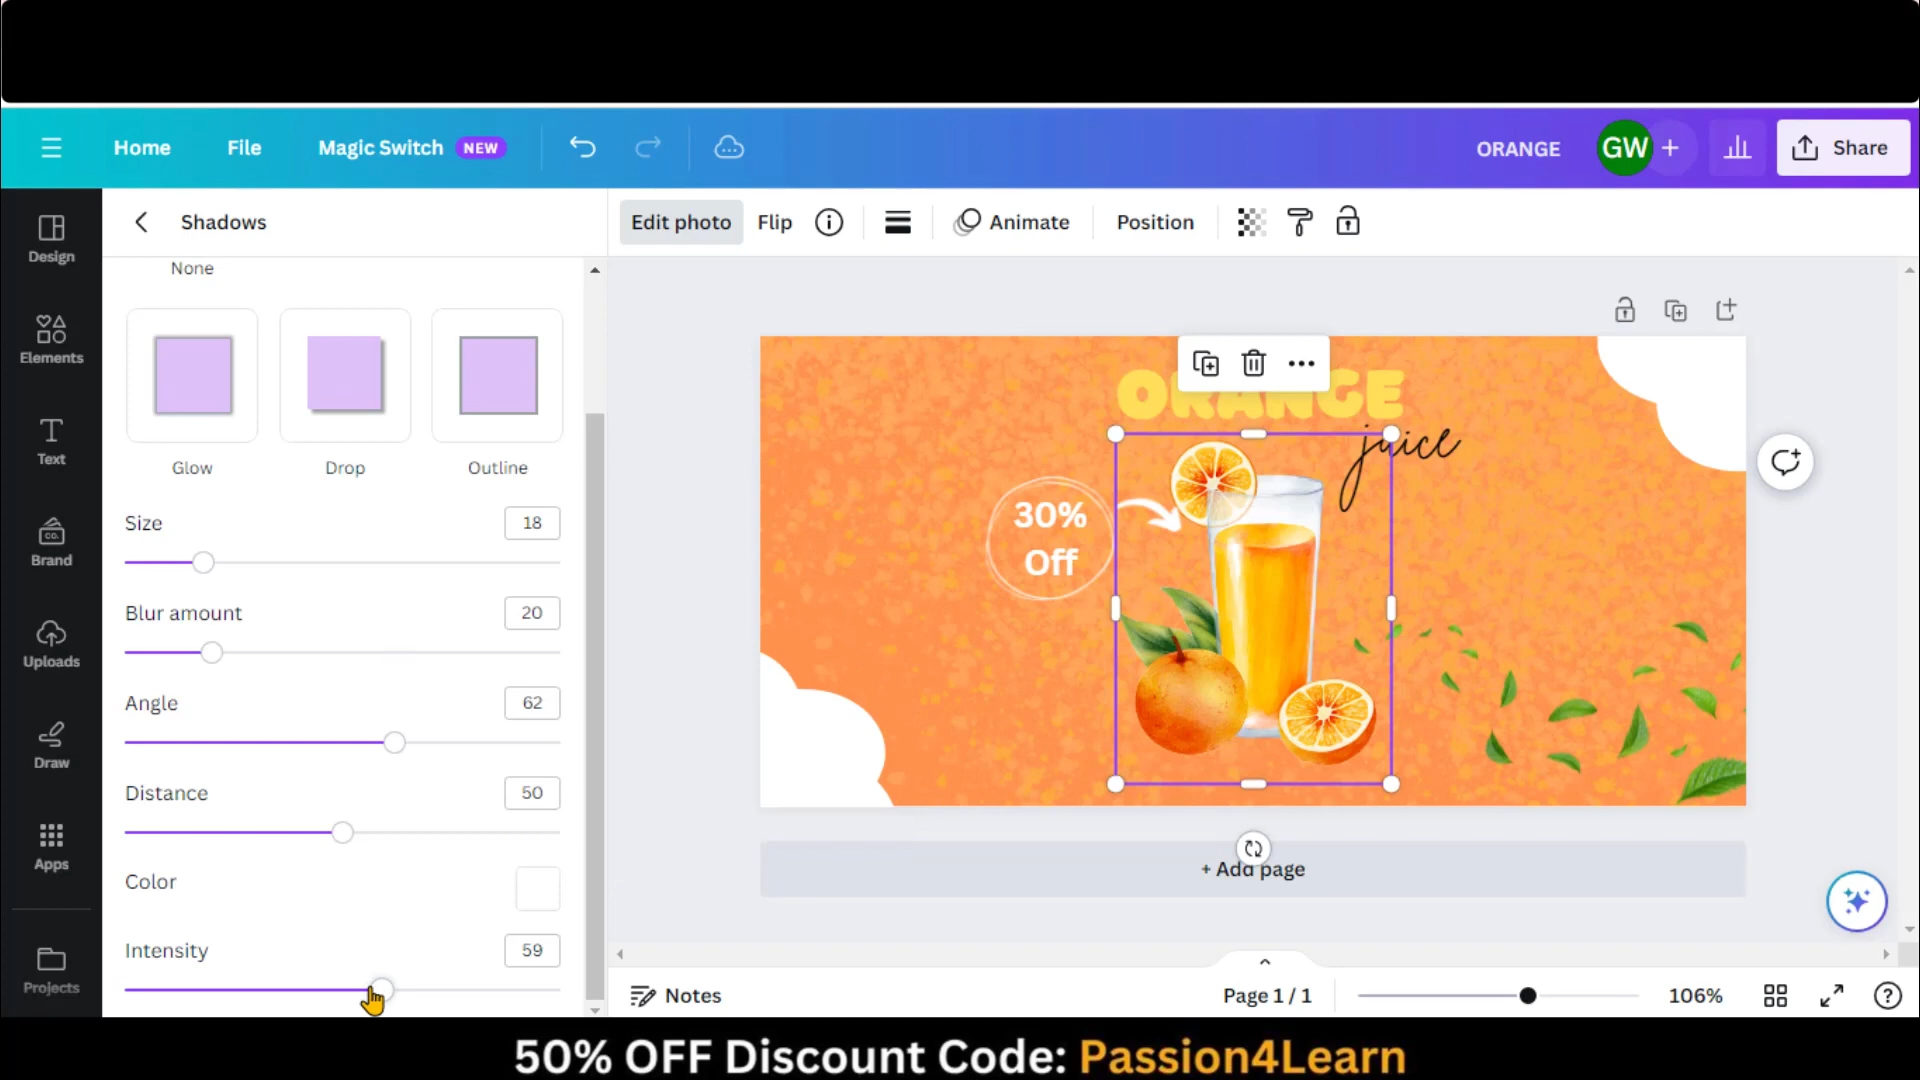 Home File Magic Switch NEW ORANGE GW + Share
Design
Elements
Text
Brand
CO.
Uploads
Draw
Apps
Projects
Shadows
None
Glow Drop Outline
Size 18
Blur amount 20
Angle 62
Distance 50
Color
Intensity 59
Edit photo Flip Animate Position
ORANGE
juice
30%
Off
+ Add page
Notes Page 1 / 1 106%
50% OFF Discount Code: Passion4Learn